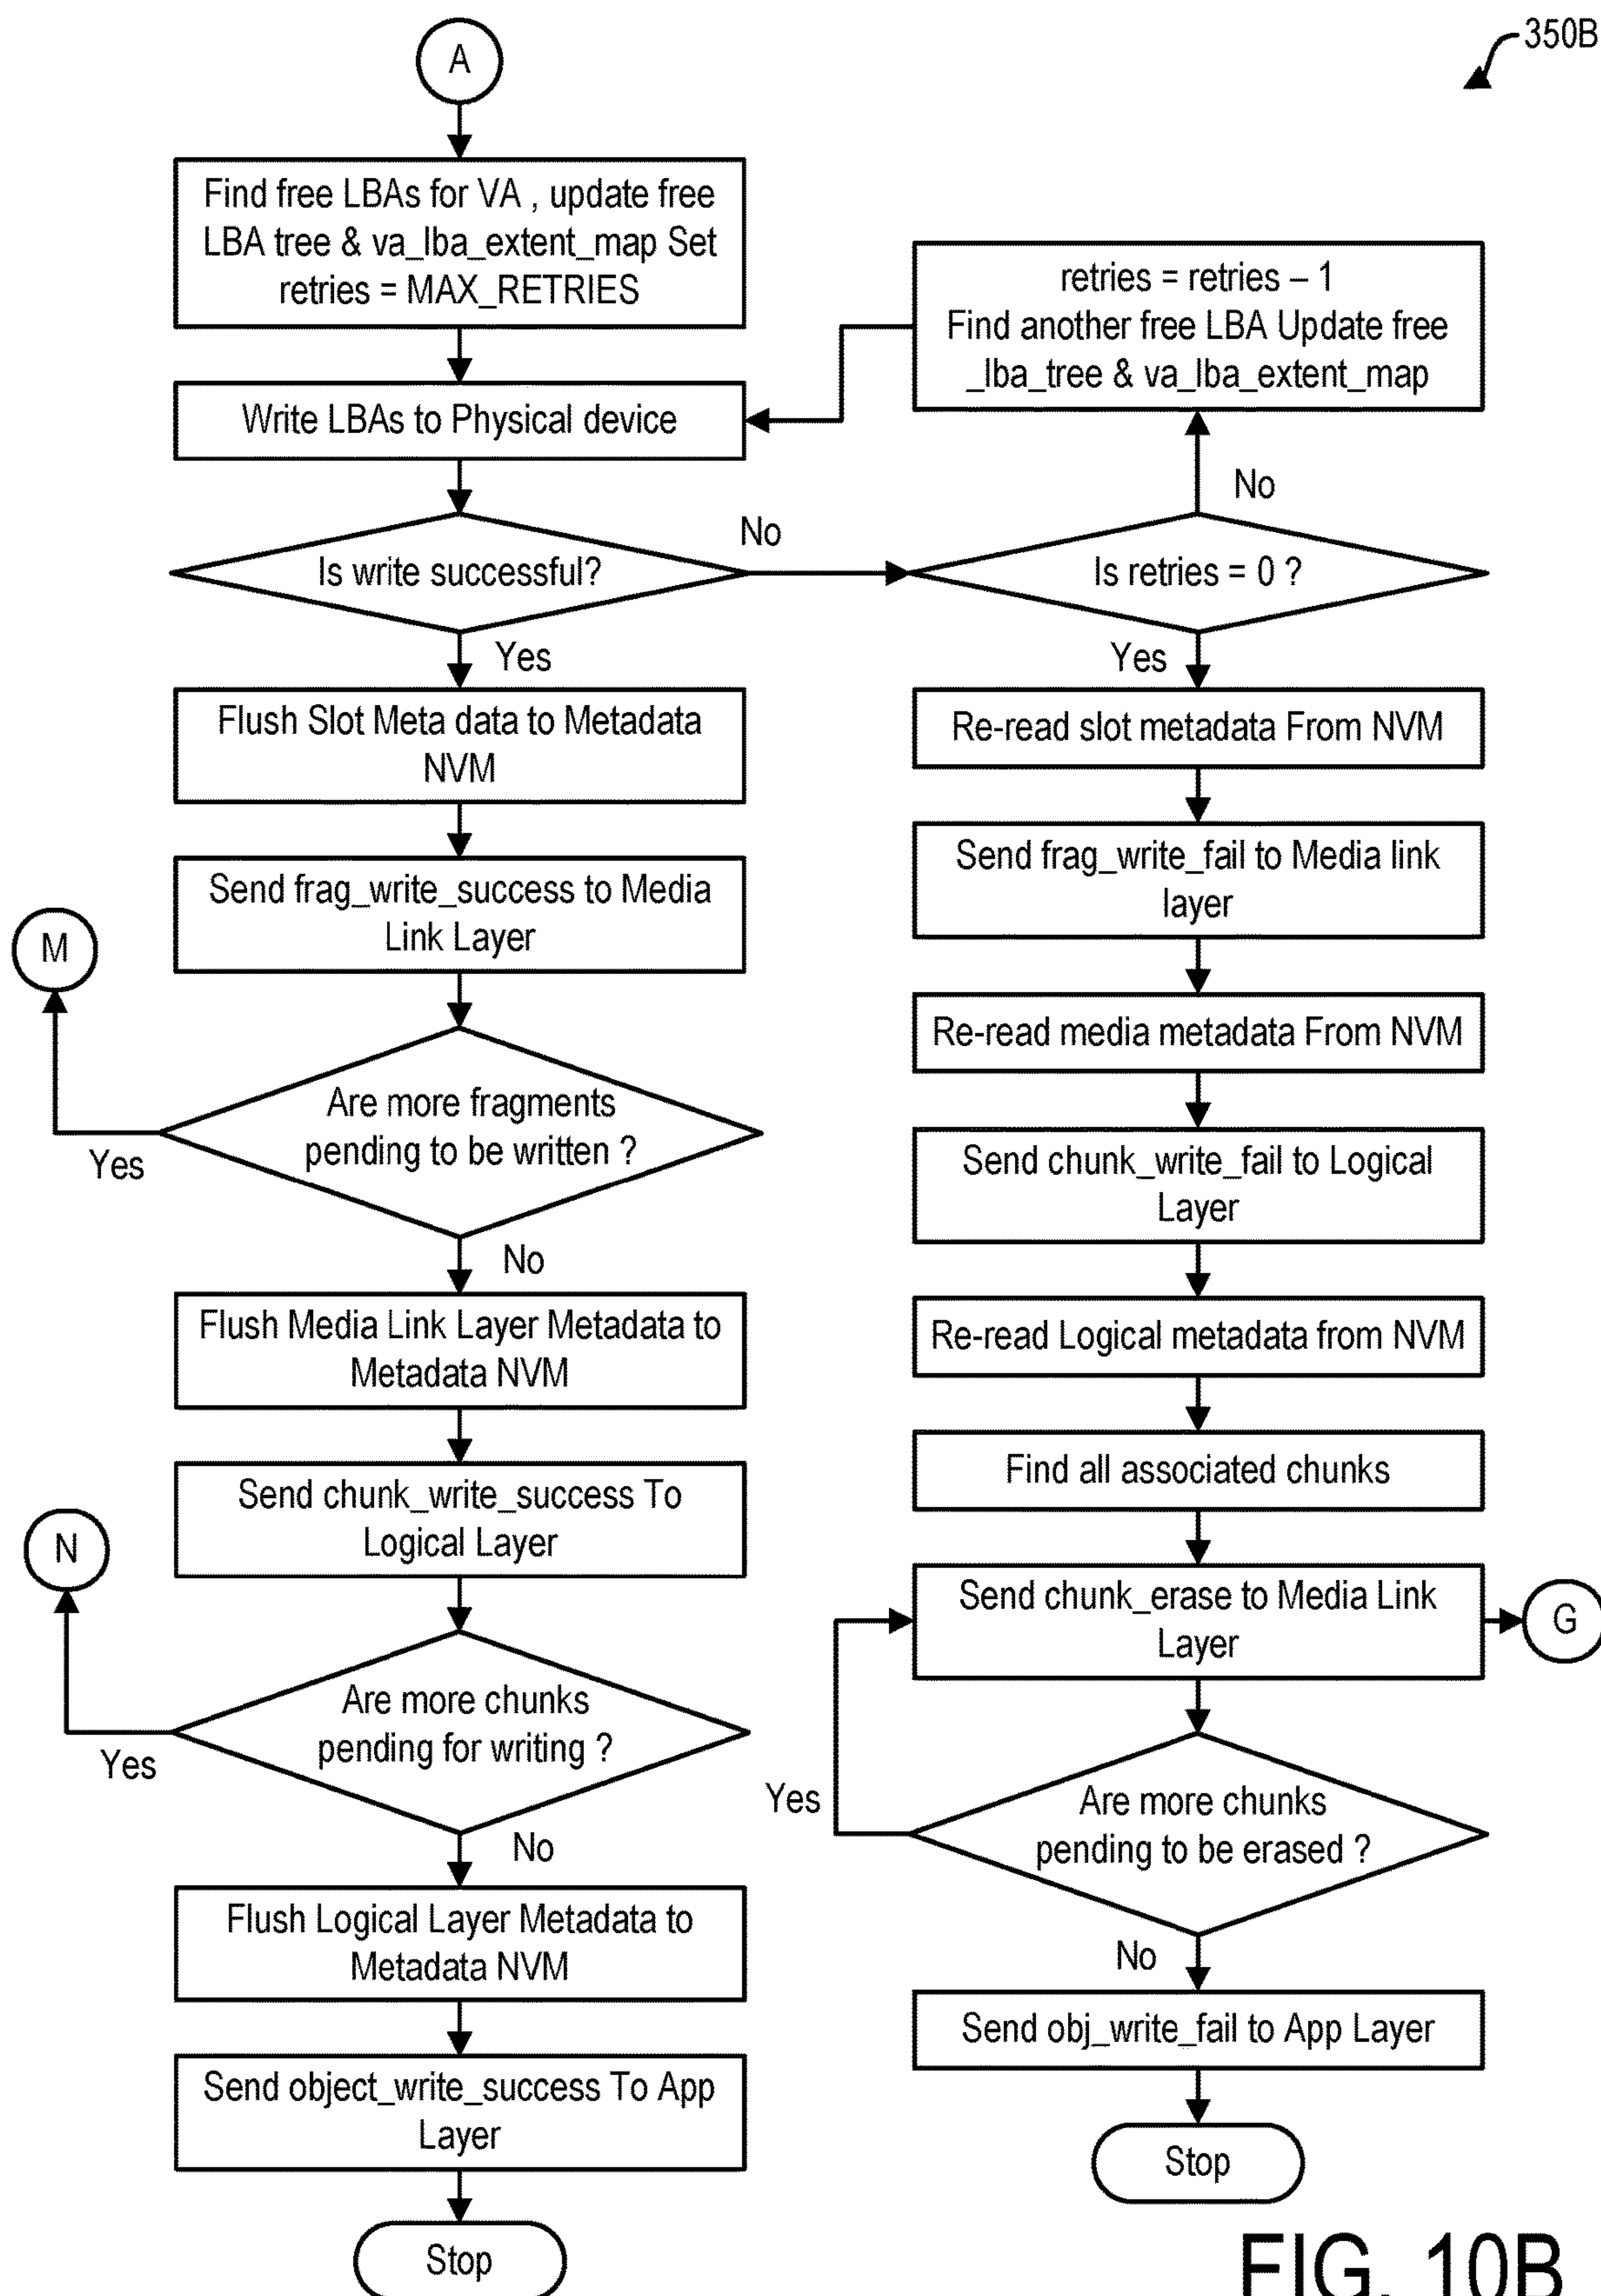 350B
A
Find free LBAs for VA , update free
LBA tree & va_lba_extent_map Set
retries = MAX_RETRIES
retries = retries – 1
Find another free LBA Update free
_lba_tree & va_lba_extent_map
Write LBAs to Physical device
No
No
Is write successful?
Is retries = 0 ?
Yes
Yes
Flush Slot Meta data to Metadata
NVM
Re-read slot metadata From NVM
Send frag_write_success to Media
Link Layer
Send frag_write_fail to Media link
layer
M
Re-read media metadata From NVM
Are more fragments
pending to be written ?
Yes
Send chunk_write_fail to Logical
Layer
No
Flush Media Link Layer Metadata to
Metadata NVM
Re-read Logical metadata from NVM
Find all associated chunks
Send chunk_write_success To
Logical Layer
N
Send chunk_erase to Media Link
Layer
G
Are more chunks
pending for writing ?
Yes
Yes
Are more chunks
pending to be erased ?
No
Flush Logical Layer Metadata to
Metadata NVM
No
Send obj_write_fail to App Layer
Send object_write_success To App
Layer
Stop
Stop
FIG. 10B